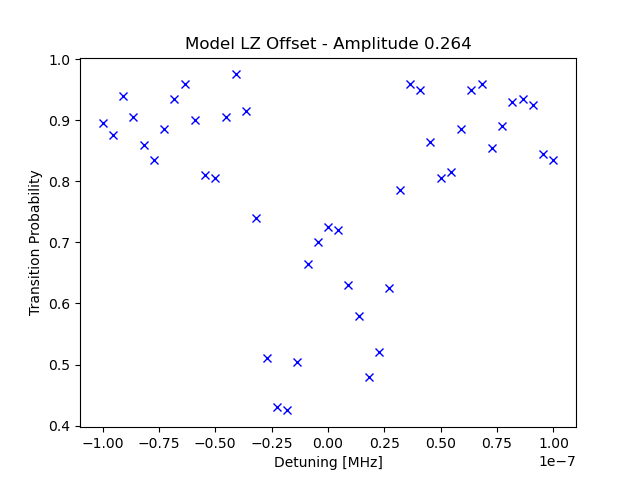 Model LZ Offset - Amplitude 0.264
Transition Probability
1.0
0.9
0.8
0.7
0.6
0.5
0.4
−1.00 −0.75 −0.50 −0.25 0.00 0.25 0.50 0.75 1.00
1e−7
Detuning [MHz]